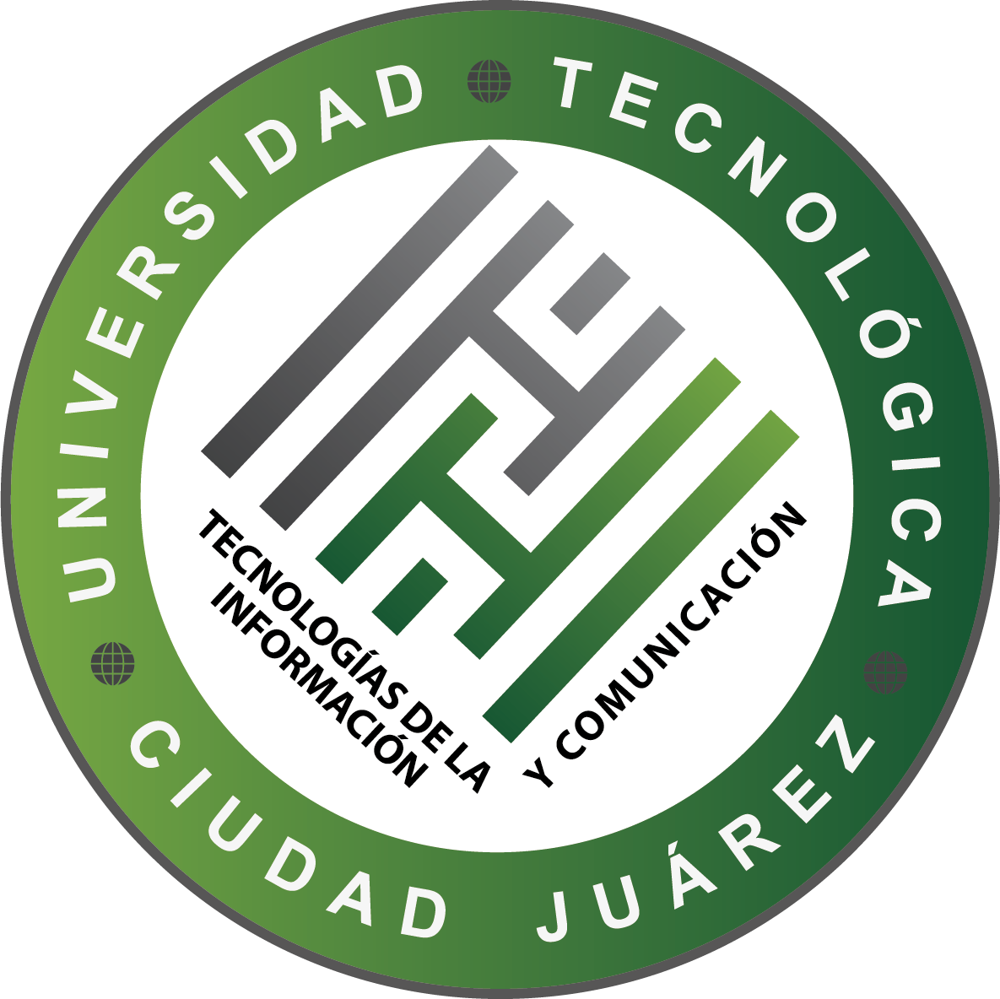 UNIVERSIDAD TECNOLÓGICA
CIUDAD JUÁREZ
TECNOLOGÍAS DE LA
INFORMACIÓN
Y COMUNICACIÓN